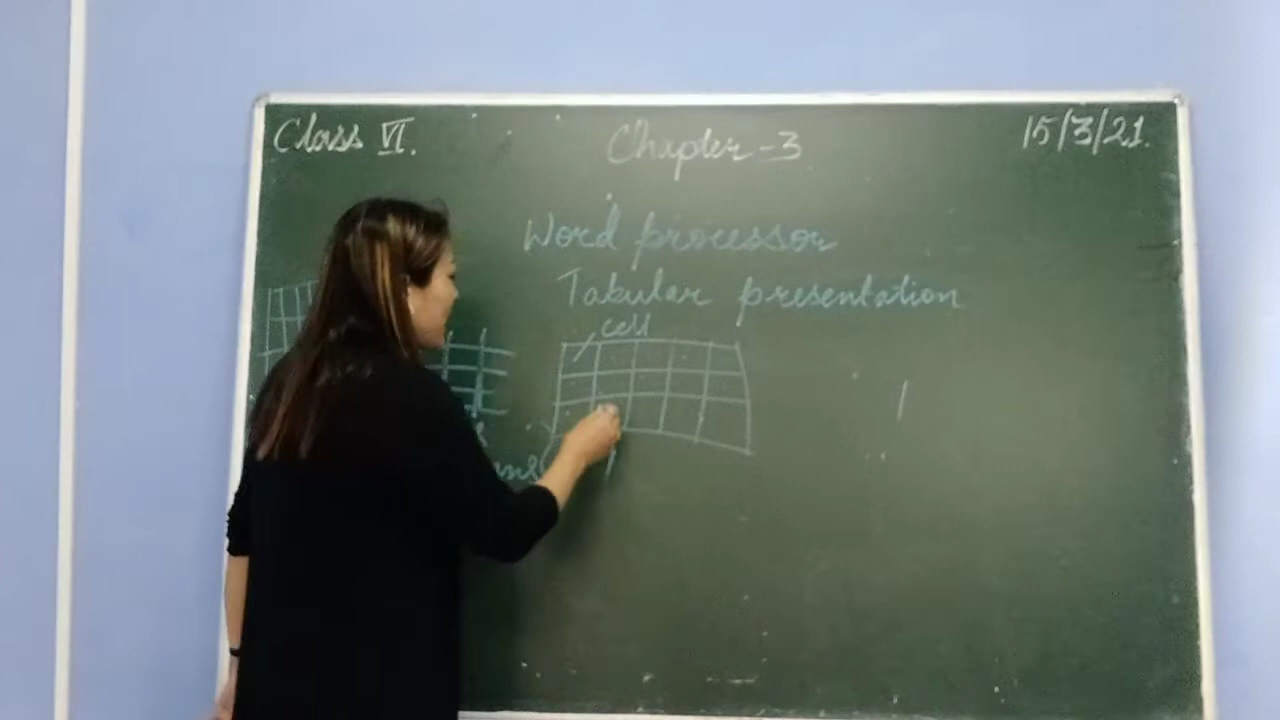 Class VI.
Chapter-3
15/3/21.
Word processor
Tabular presentation
cell